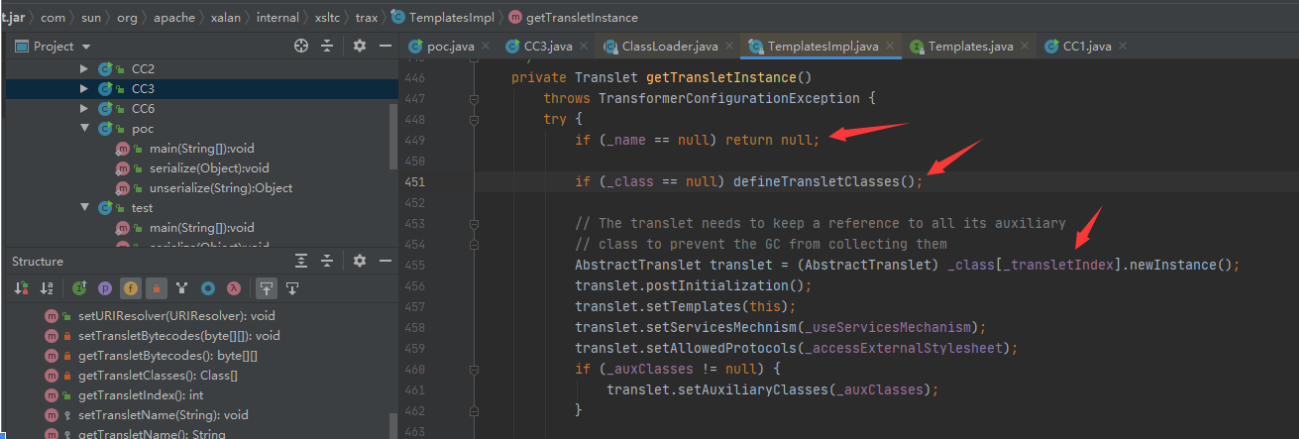 t.jar com sun org apache xalan internal xsltc trax TemplatesImpl getTransletInstance
Project
poc.java CC3.java ClassLoader.java TemplatesImpl.java Templates.java CC1.java
CC2
CC3
CC6
poc
main(String[]):void
serialize(Object):void
unserialize(String):Object
test
main(String[]):void
Structure
setURIResolver(URIResolver): void
setTransletBytecodes(byte[][]): void
getTransletBytecodes(): byte[][]
getTransletClasses(): Class[]
getTransletIndex(): int
setTransletName(String): void
getTransletName(): String
446 private Translet getTransletInstance()
447 throws TransformerConfigurationException {
448 try {
449 if (_name == null) return null;
450
451 if (_class == null) defineTransletClasses();
452
453 // The translet needs to keep a reference to all its auxiliary
454 // class to prevent the GC from collecting them
455 AbstractTranslet translet = (AbstractTranslet) _class[_transletIndex].newInstance();
456 translet.postInitialization();
457 translet.setTemplates(this);
458 translet.setServicesMechnism(_useServicesMechanism);
459 translet.setAllowedProtocols(_accessExternalStylesheet);
460 if (_auxClasses != null) {
461 translet.setAuxiliaryClasses(_auxClasses);
462 }
463